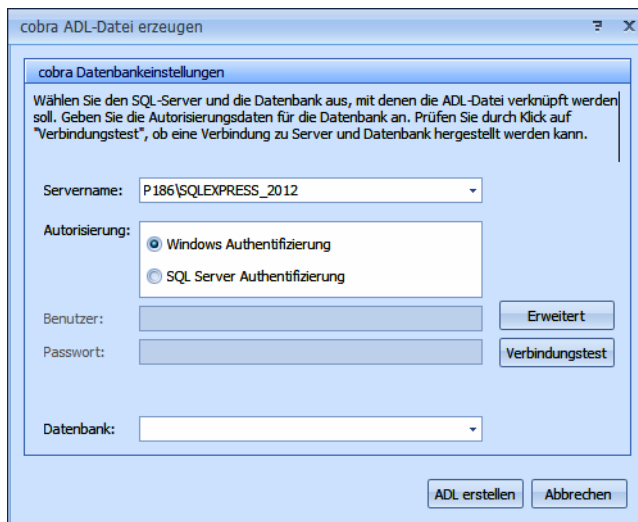 cobra ADL-Datei erzeugen
cobra Datenbankeinstellungen
Wählen Sie den SQL-Server und die Datenbank aus, mit denen die ADL-Datei verknüpft werden
soll. Geben Sie die Autorisierungsdaten für die Datenbank an. Prüfen Sie durch Klick auf
"Verbindungstest", ob eine Verbindung zu Server und Datenbank hergestellt werden kann.
Servername: P186\SQLEXPRESS_2012
Autorisierung:
Windows Authentifizierung
SQL Server Authentifizierung
Benutzer:
Erweitert
Passwort:
Verbindungstest
Datenbank:
ADL erstellen
Abbrechen